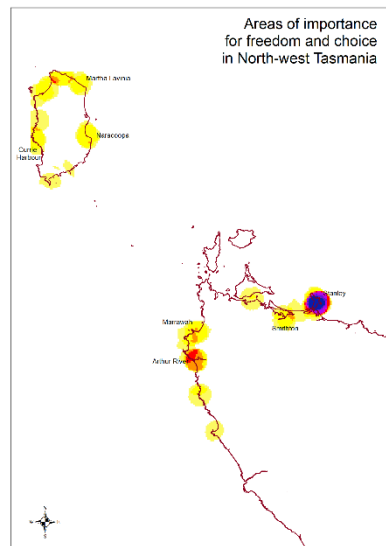 Areas of importance
for freedom and choice
in North-west Tasmania
Martha Lavinia
Naracoopa
Currie
Harbour
Stanley
Smithton
Marrawah
Arthur River